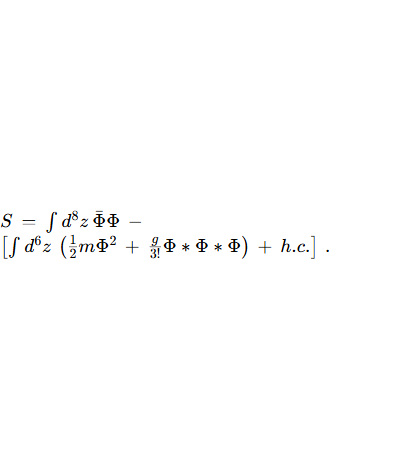 S = ∫ d⁸z Φ̄Φ −
[∫ d⁶z (½mΦ² + g/3! Φ ∗ Φ ∗ Φ) + h.c.] .